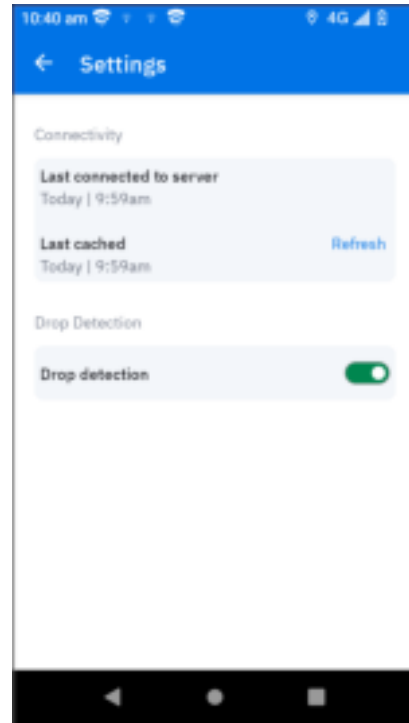 10:40 am 4G
Settings
Connectivity
Last connected to server
Today | 9:59am
Last cached Refresh
Today | 9:59am
Drop Detection
Drop detection